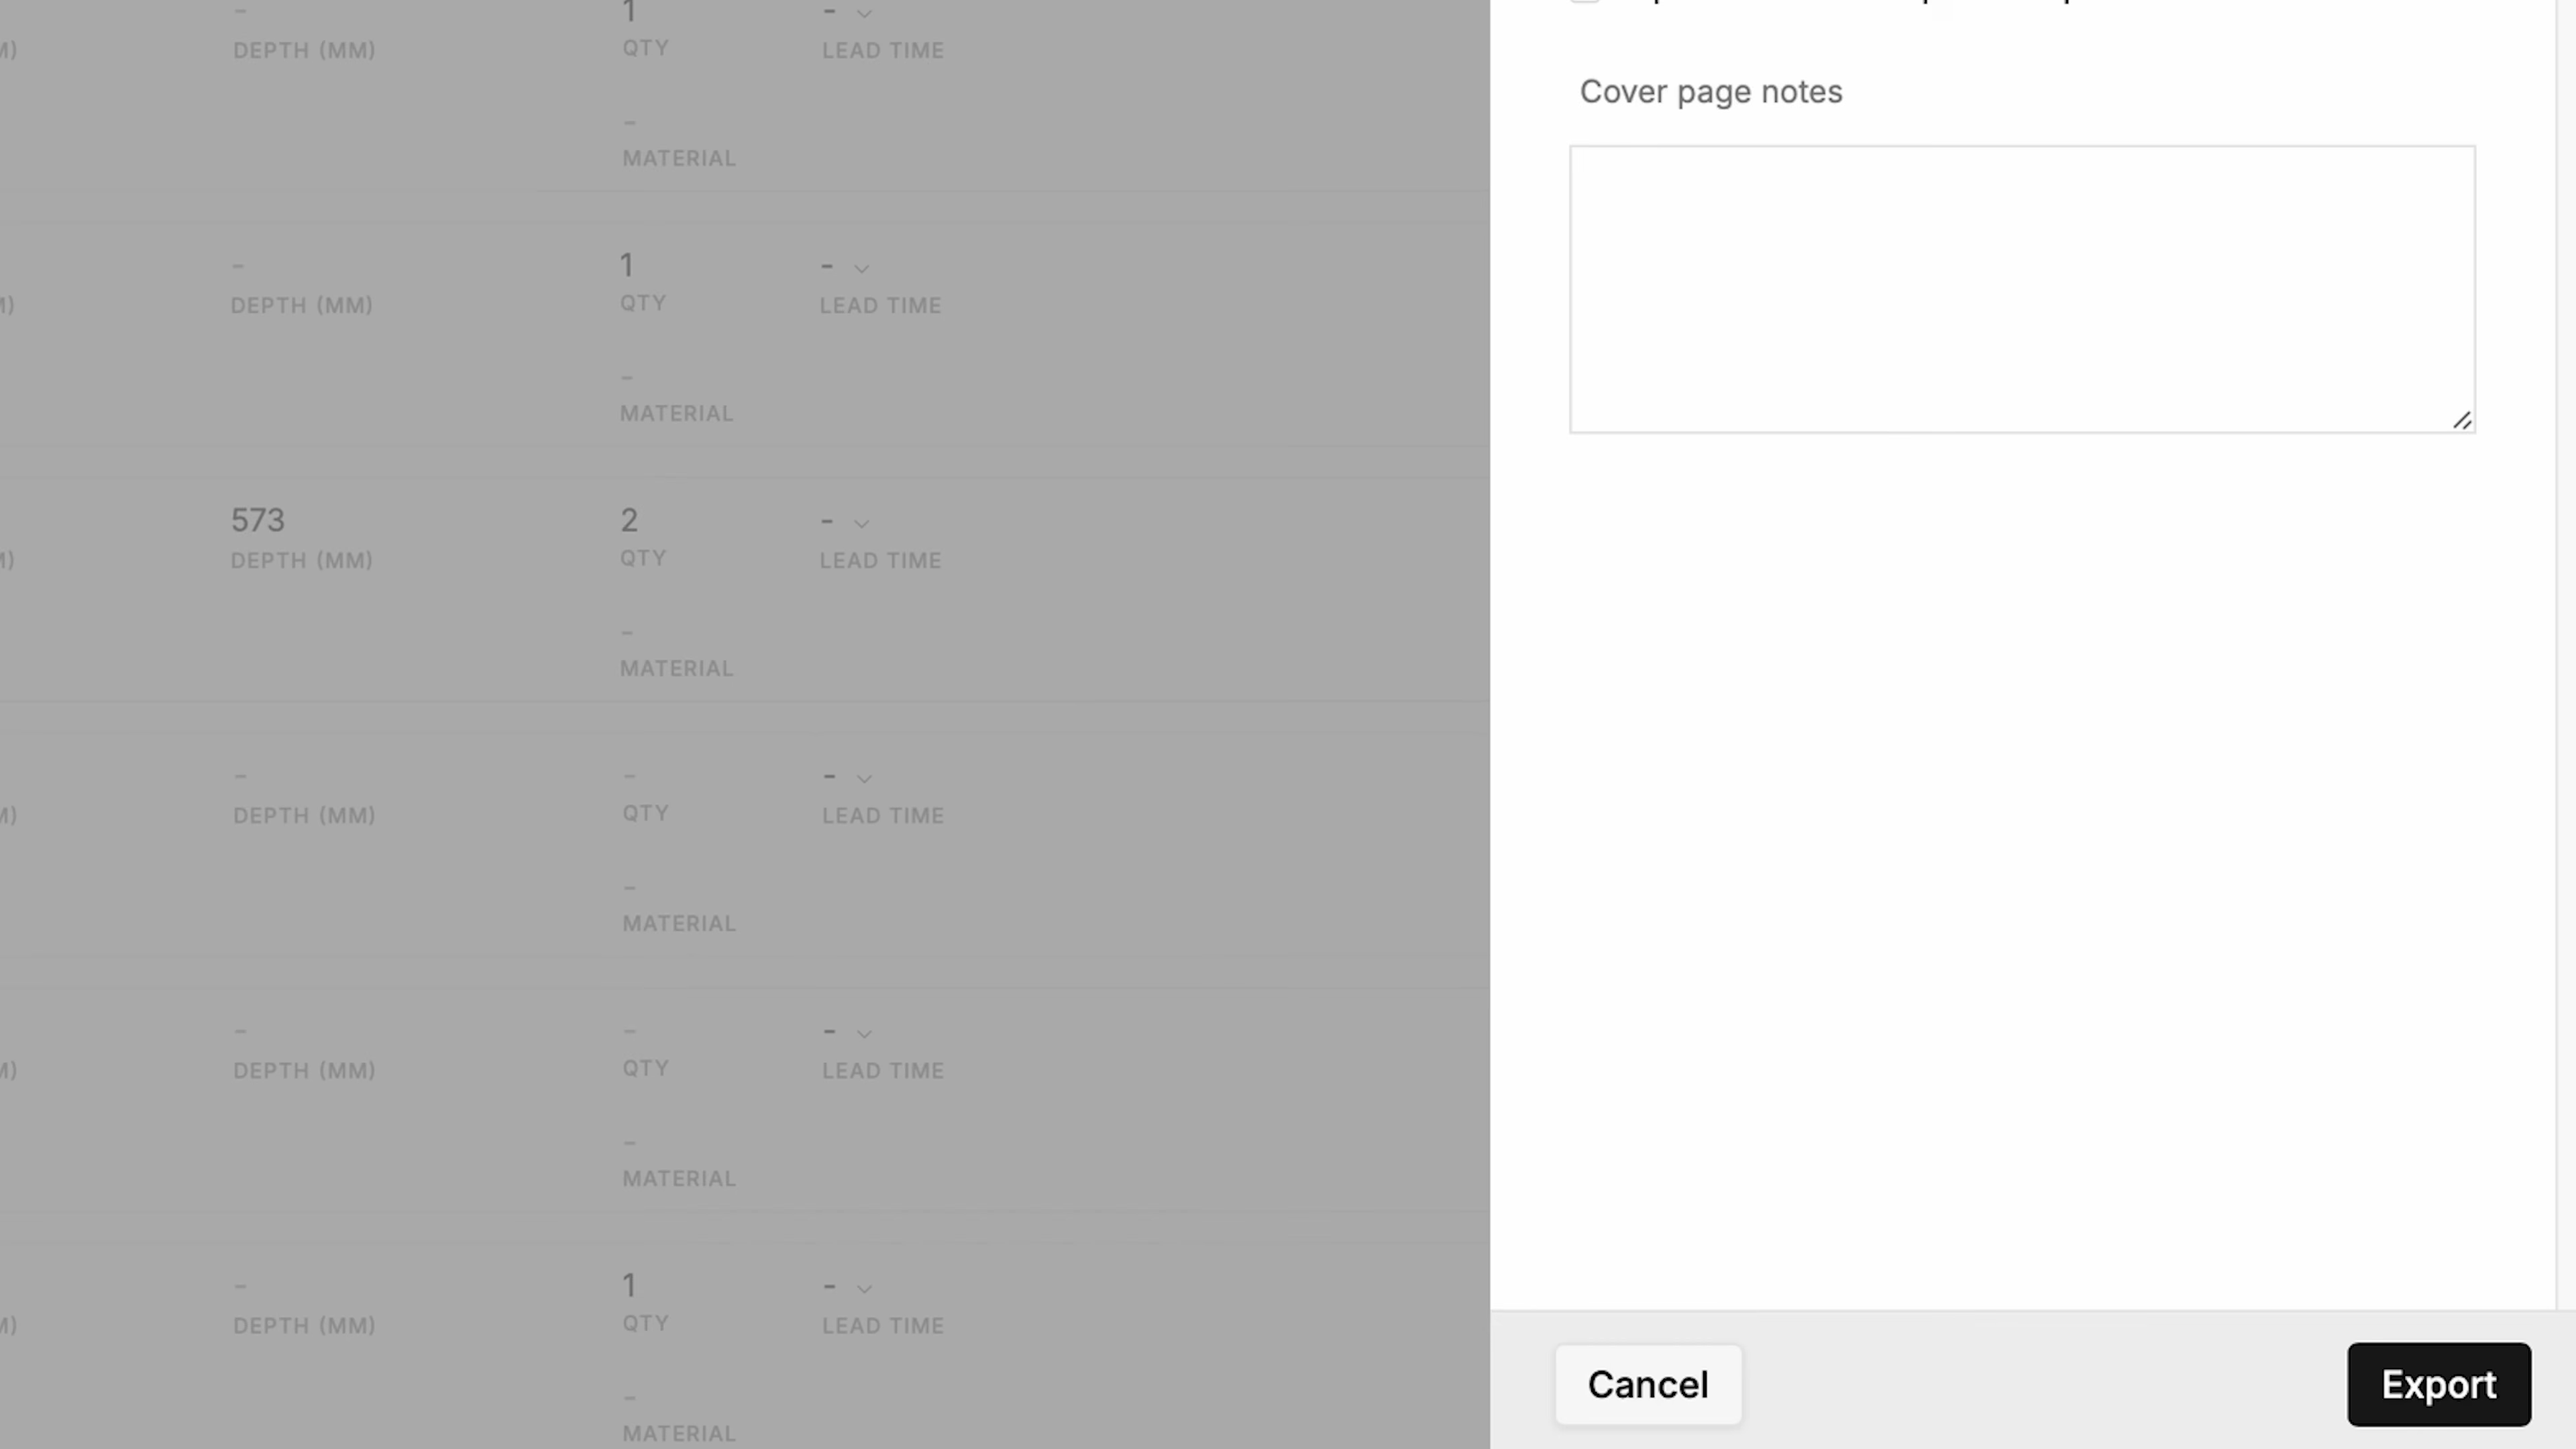 - 1 - 
M) DEPTH (MM) QTY LEAD TIME
-
MATERIAL
- 1 -
M) DEPTH (MM) QTY LEAD TIME
-
MATERIAL
573 2 -
M) DEPTH (MM) QTY LEAD TIME
-
MATERIAL
- - -
M) DEPTH (MM) QTY LEAD TIME
-
MATERIAL
- - -
M) DEPTH (MM) QTY LEAD TIME
-
MATERIAL
- 1 -
M) DEPTH (MM) QTY LEAD TIME
-
MATERIAL
Cover page notes
Cancel
Export